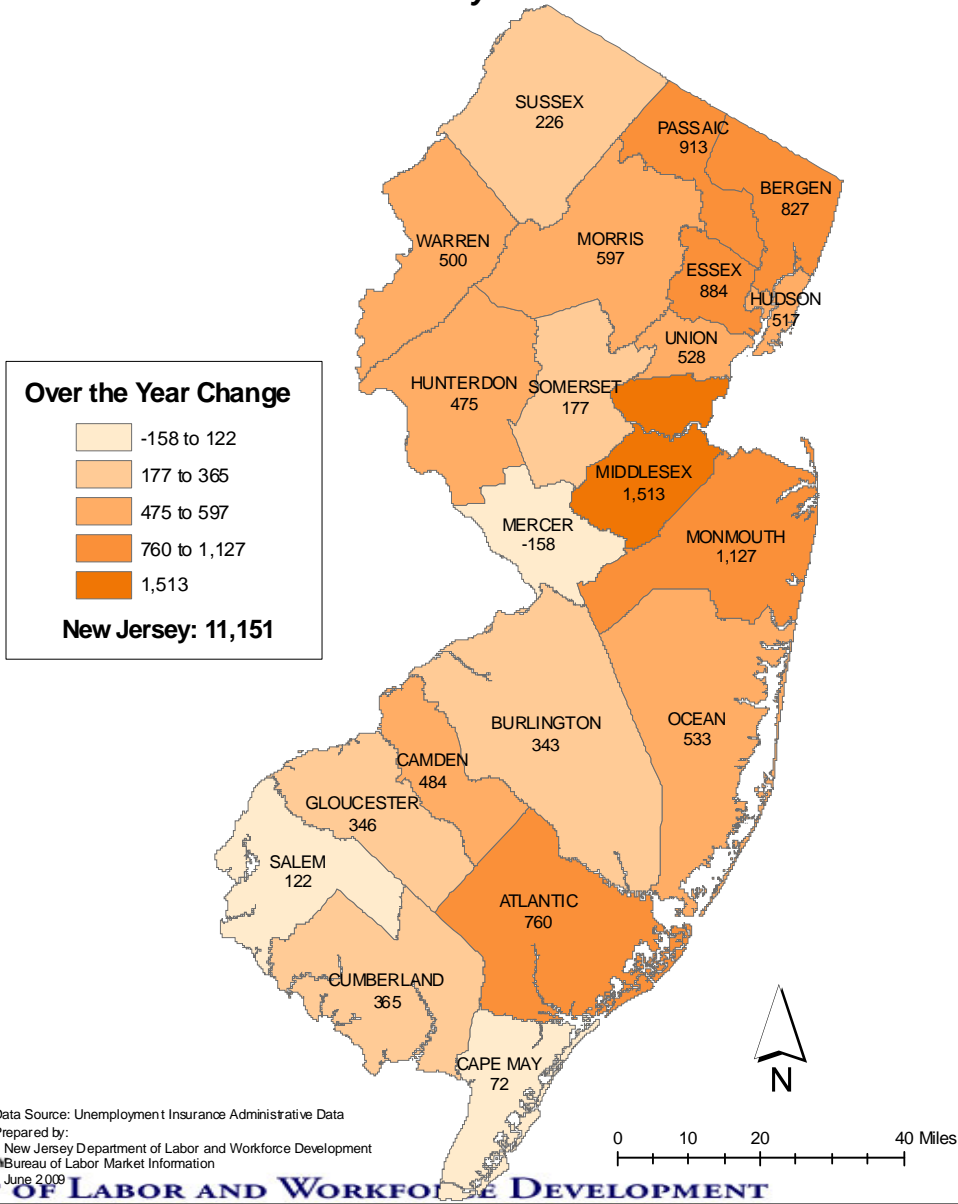 SUSSEX
226
PASSAIC
913
BERGEN
827
WARREN
500
MORRIS
597
ESSEX
884
HUDSON
517
UNION
528
HUNTERDON
475
SOMERSET
177
MIDDLESEX
1,513
MERCER
-158
MONMOUTH
1,127
Over the Year Change
-158 to 122
177 to 365
475 to 597
760 to 1,127
1,513
New Jersey: 11,151
BURLINGTON
343
OCEAN
533
CAMDEN
484
GLOUCESTER
346
SALEM
122
ATLANTIC
760
CUMBERLAND
365
CAPE MAY
72
N
0 10 20 40 Miles
Data Source: Unemployment Insurance Administrative Data
Prepared by:
New Jersey Department of Labor and Workforce Development
Bureau of Labor Market Information
June 2009
OF LABOR AND WORKFORCE DEVELOPMENT